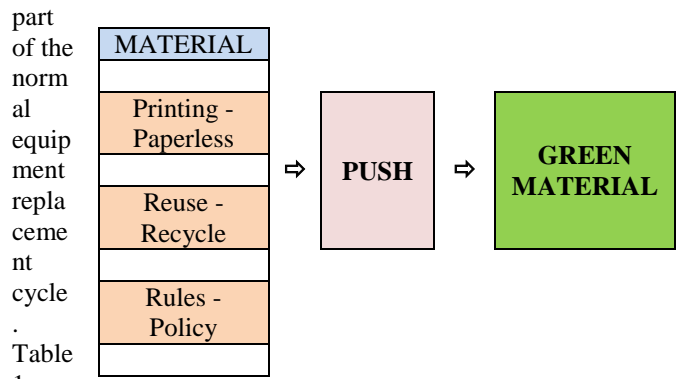 part
of the
norm
al
equip
ment
repla
ceme
nt
cycle
.
Table
MATERIAL
Printing -
Paperless
Reuse -
Recycle
Rules -
Policy
⇨
PUSH
⇨
GREEN
MATERIAL